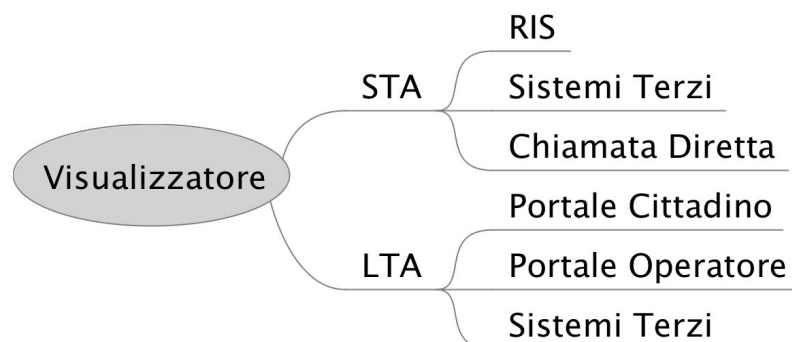 Visualizzatore
STA
RIS
Sistemi Terzi
Chiamata Diretta
LTA
Portale Cittadino
Portale Operatore
Sistemi Terzi